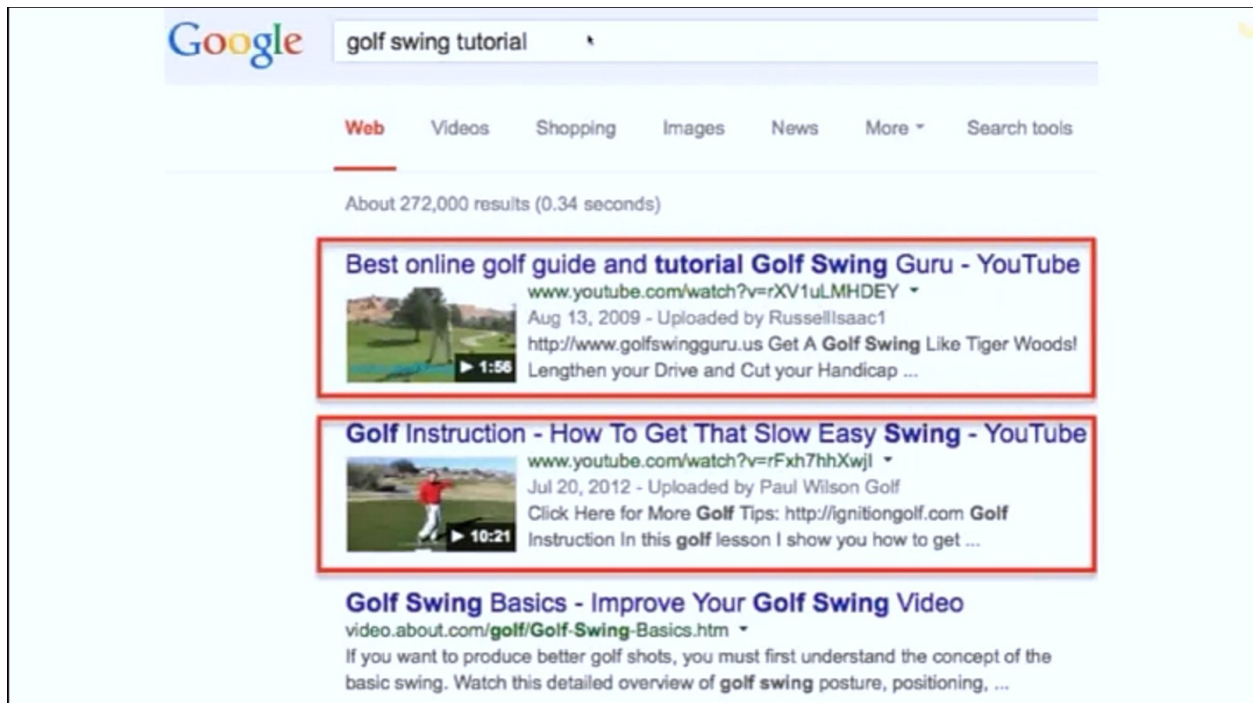 Google golf swing tutorial
Web Videos Shopping Images News More Search tools
About 272,000 results (0.34 seconds)
Best online golf guide and tutorial Golf Swing Guru - YouTube
www.youtube.com/watch?v=rXV1uLMHDEY
Aug 13, 2009 - Uploaded by RussellIsaac1
http://www.golfswingguru.us Get A Golf Swing Like Tiger Woods!
1:56 Lengthen your Drive and Cut your Handicap ...
Golf Instruction - How To Get That Slow Easy Swing - YouTube
www.youtube.com/watch?v=rFxh7hhXwjI
Jul 20, 2012 - Uploaded by Paul Wilson Golf
Click Here for More Golf Tips: http://ignitiongolf.com Golf
10:21 Instruction In this golf lesson I show you how to get ...
Golf Swing Basics - Improve Your Golf Swing Video
video.about.com/golf/Golf-Swing-Basics.htm
If you want to produce better golf shots, you must first understand the concept of the
basic swing. Watch this detailed overview of golf swing posture, positioning, ...